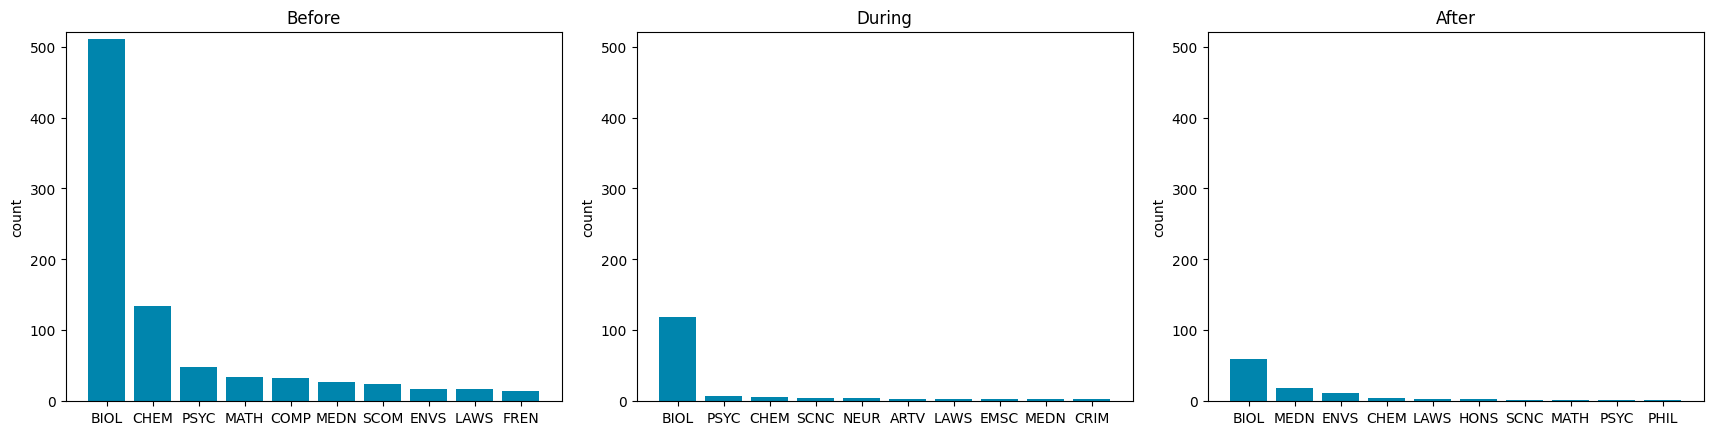 Before
During
After
500
400
300
200
100
0
count
BIOL CHEM PSYC MATH COMP MEDN SCOM ENVS LAWS FREN
500
400
300
200
100
0
count
BIOL PSYC CHEM SCNC NEUR ARTV LAWS EMSC MEDN CRIM
500
400
300
200
100
0
count
BIOL MEDN ENVS CHEM LAWS HONS SCNC MATH PSYC PHIL